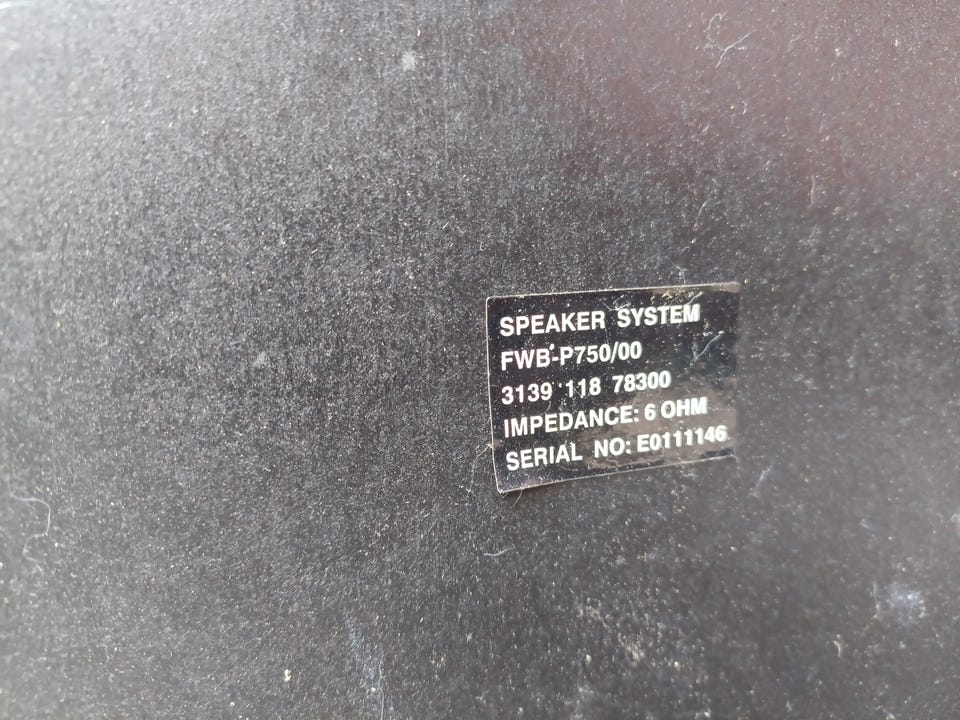 SPEAKER SYSTEM
FWB-P750/00
3139 118 78300
IMPEDANCE: 6 OHM
SERIAL NO: E0111146